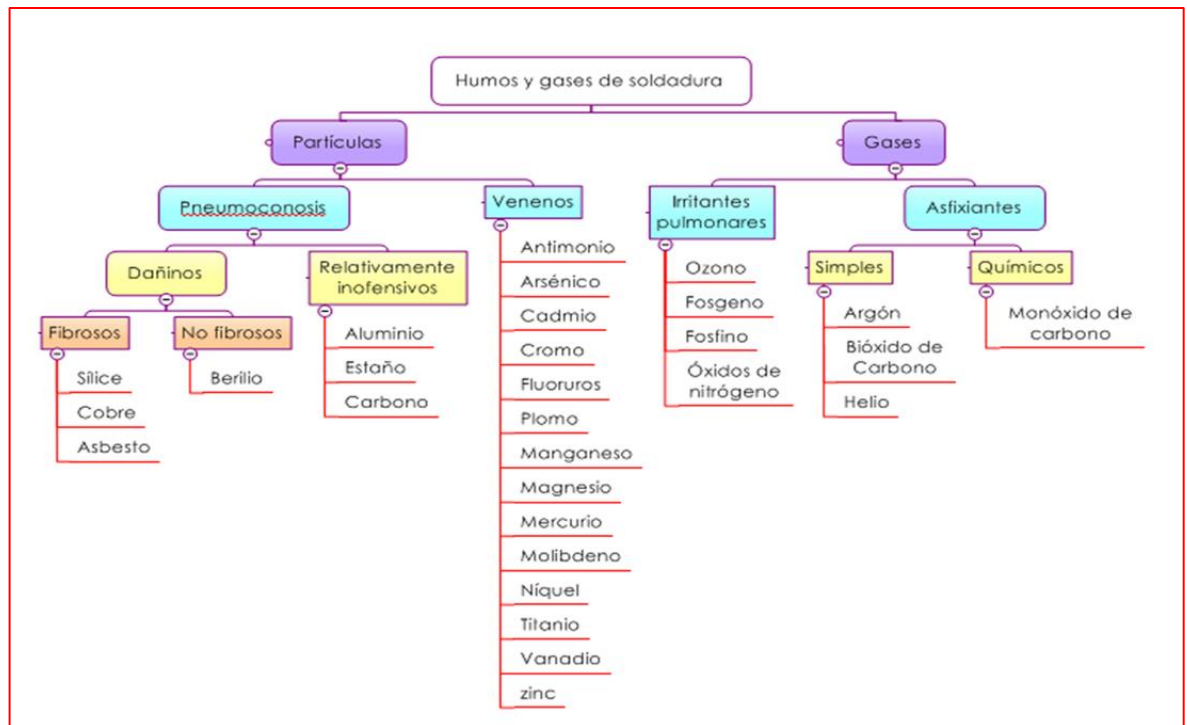 Humos y gases de soldadura
Partículas
Gases
Pneumoconosis
Venenos
Irritantes
pulmonares
Asfixiantes
Dañinos
Relativamente
inofensivos
Simples
Químicos
Fibrosos
No fibrosos
Sílice
Cobre
Asbesto
Berilio
Aluminio
Estaño
Carbono
Antimonio
Arsénico
Cadmio
Cromo
Fluoruros
Plomo
Manganeso
Magnesio
Mercurio
Molibdeno
Níquel
Titanio
Vanadio
zinc
Ozono
Fosgeno
Fosfino
Óxidos de
nitrógeno
Argón
Bióxido de
Carbono
Helio
Monóxido de
carbono